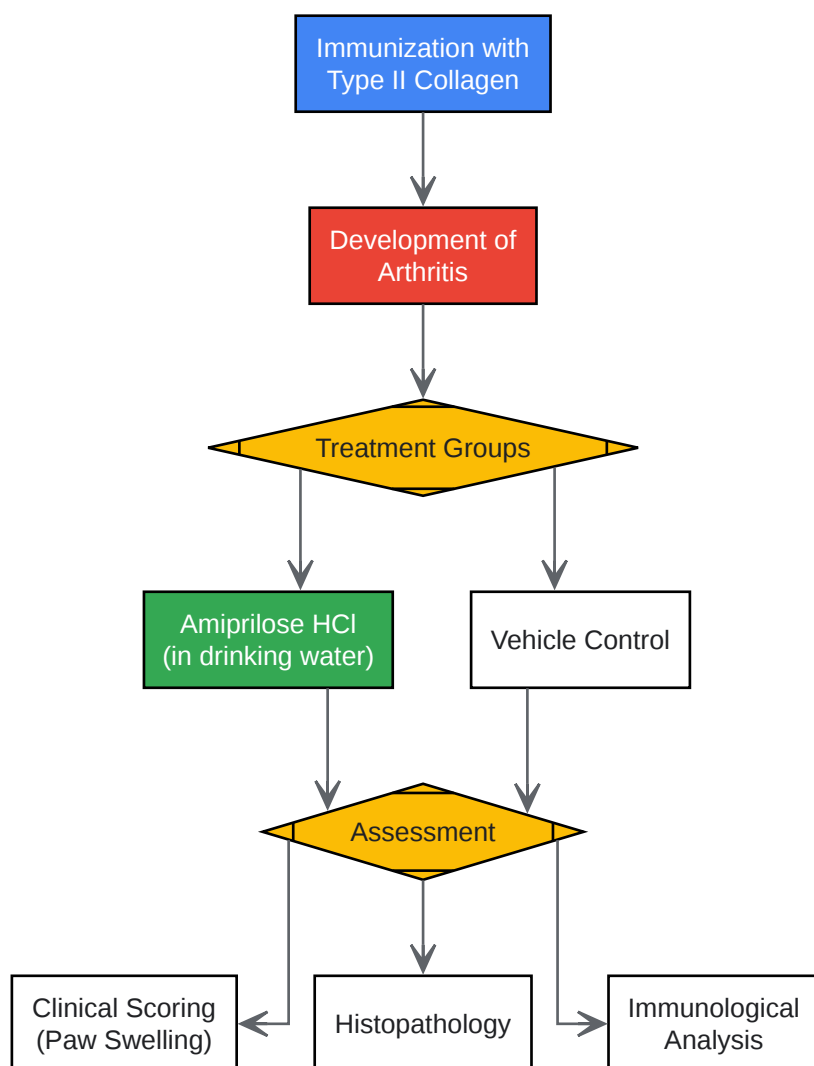 Immunization with
Type II Collagen
Development of
Arthritis
Treatment Groups
Amiprilose HCl
(in drinking water)
Vehicle Control
Assessment
Clinical Scoring
(Paw Swelling)
Histopathology
Immunological
Analysis